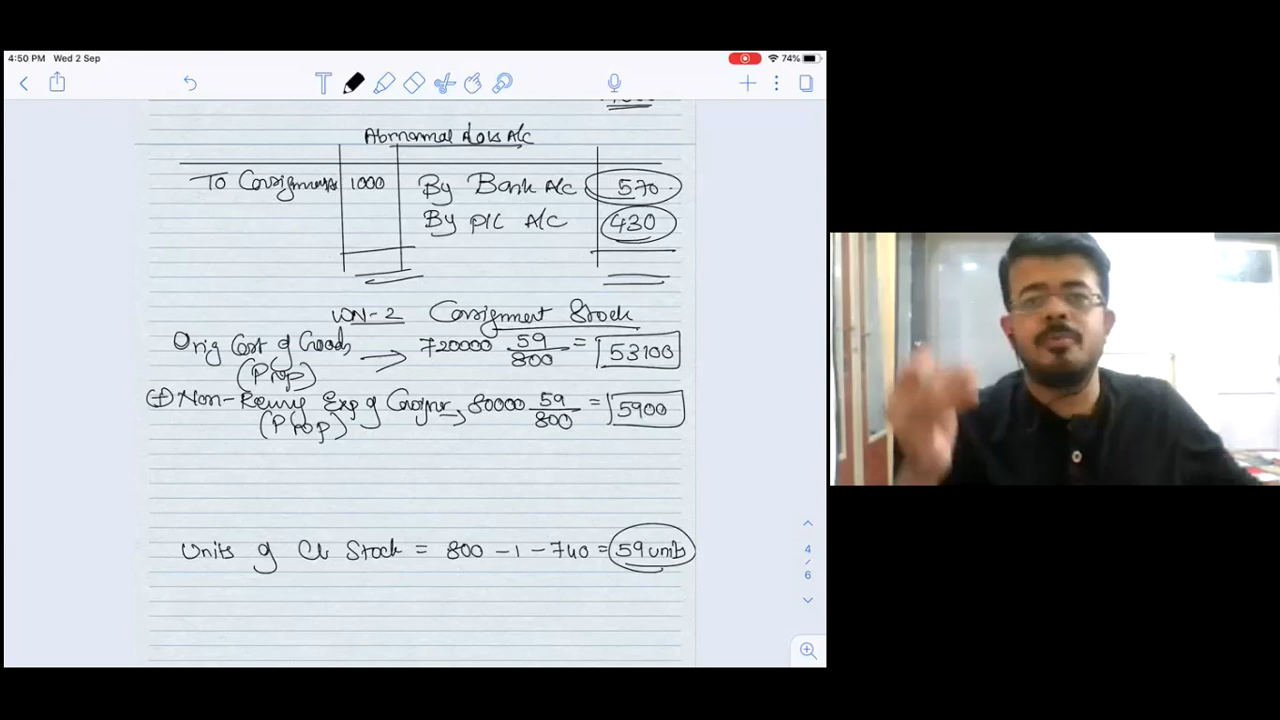 4:50 PM Wed 2 Sep
74%
Abnormal Loss A/c
To Consignment 1000 By Bank A/c 570
By P/L A/c 430
WN-2 Consignment Stock
Orig Cost of Goods → 720000 59/800 = 53100
(Prop)
(+) Non-Recurring Exp of Consignor → 80000 59/800 = 5900
(Prop)
Units of Cl Stock = 800 - 1 - 740 = 59 units
4
/
6